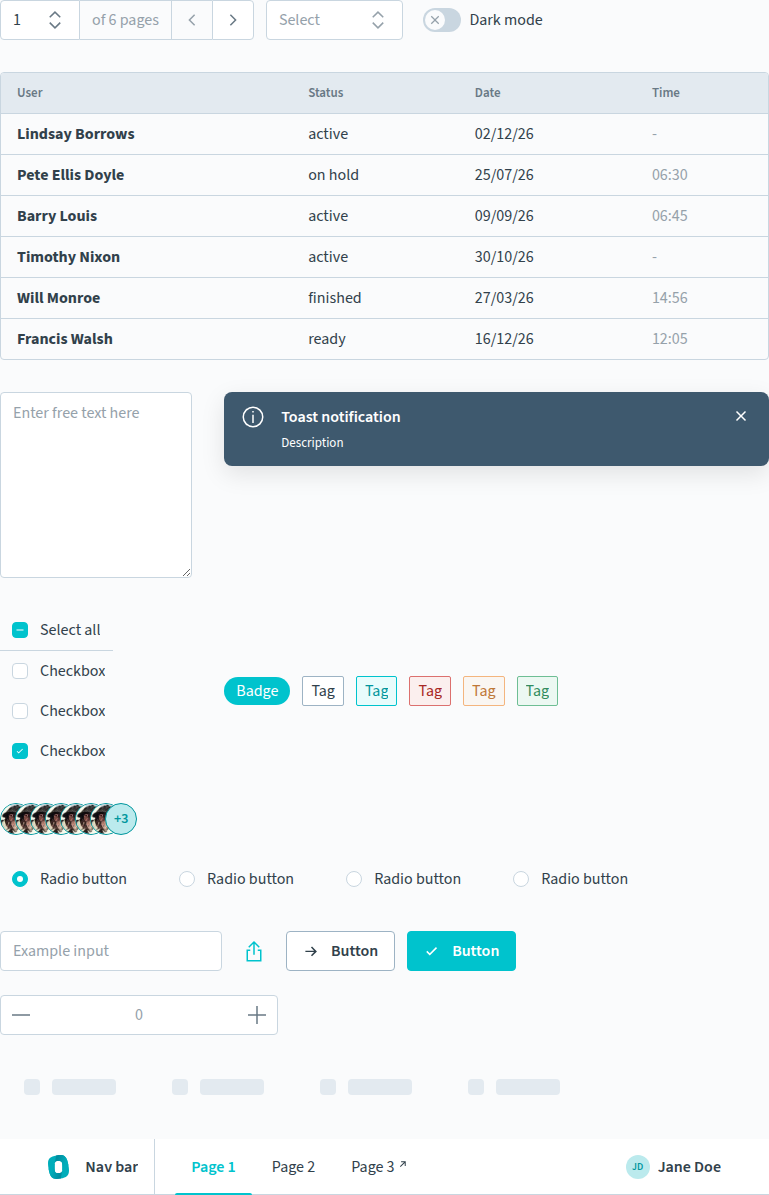 1 of 6 pages Select Dark mode
User Status Date Time
Lindsay Borrows active 02/12/26 -
Pete Ellis Doyle on hold 25/07/26 06:30
Barry Louis active 09/09/26 06:45
Timothy Nixon active 30/10/26 -
Will Monroe finished 27/03/26 14:56
Francis Walsh ready 16/12/26 12:05
Enter free text here
Toast notification
Description
Select all
Checkbox
Badge Tag Tag Tag Tag Tag
Checkbox
Checkbox
+3
Radio button Radio button Radio button Radio button
Example input Button Button
0
Nav bar Page 1 Page 2 Page 3 ↗ JD Jane Doe